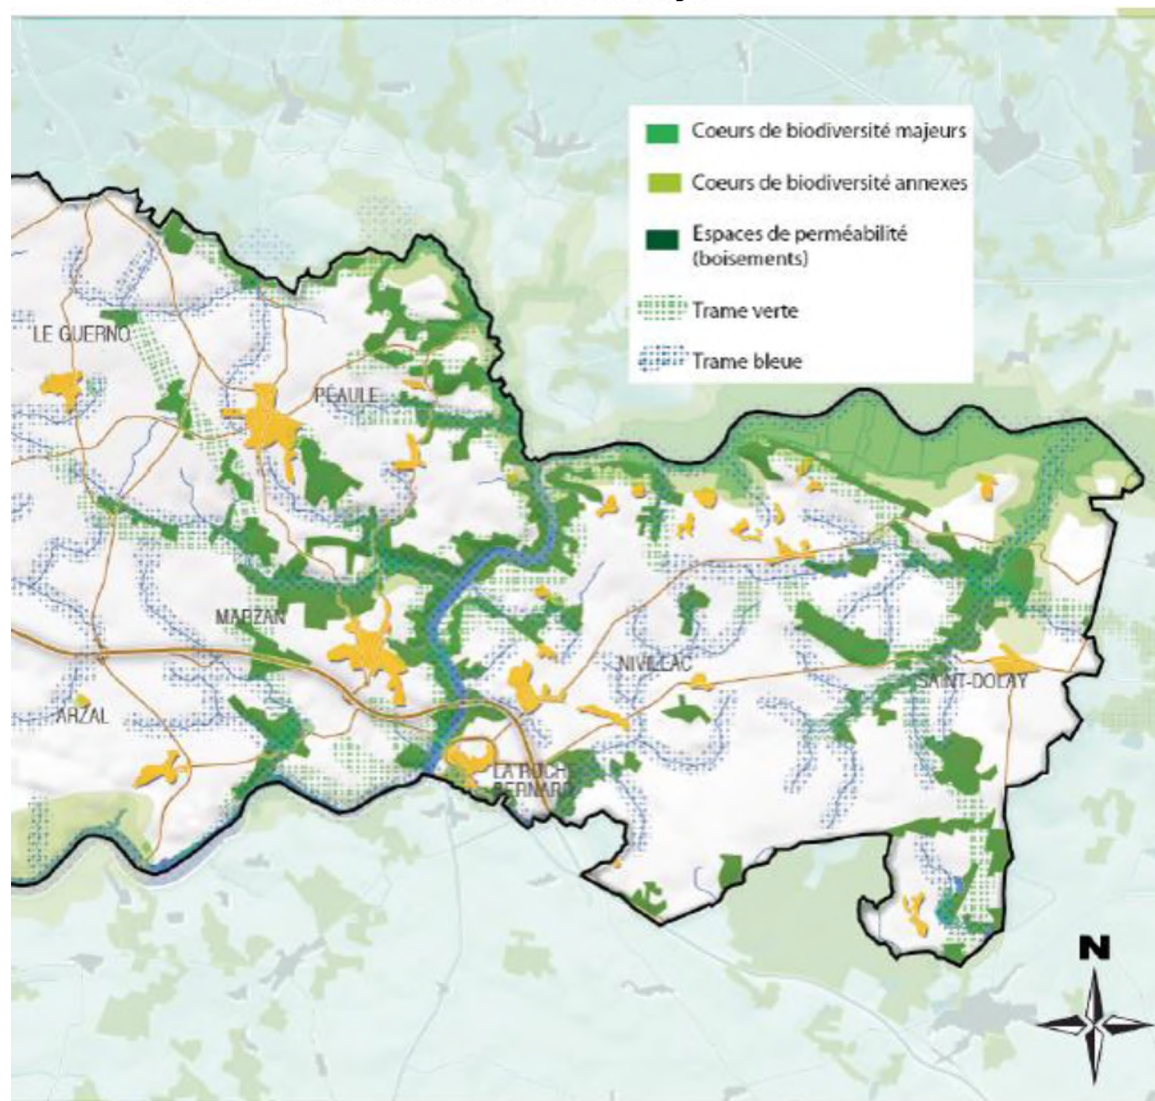 Coeurs de biodiversité majeurs
Coeurs de biodiversité annexes
Espaces de perméabilité
(boisements)
Trame verte
Trame bleue
LE GUERNO
PÉAULE
MARZAN
NIVILLAC
SAINT-DOLAY
ARZAL
LA ROCHE
BERNARD
N